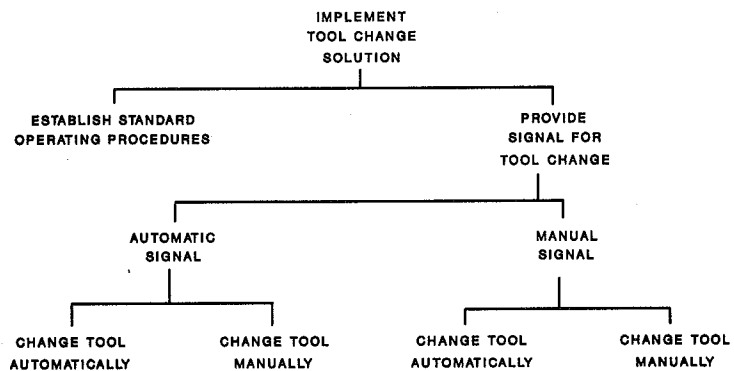 IMPLEMENT
TOOL CHANGE
SOLUTION
ESTABLISH STANDARD
OPERATING PROCEDURES
PROVIDE
SIGNAL FOR
TOOL CHANGE
AUTOMATIC
SIGNAL
MANUAL
SIGNAL
CHANGE TOOL
AUTOMATICALLY
CHANGE TOOL
MANUALLY
CHANGE TOOL
AUTOMATICALLY
CHANGE TOOL
MANUALLY